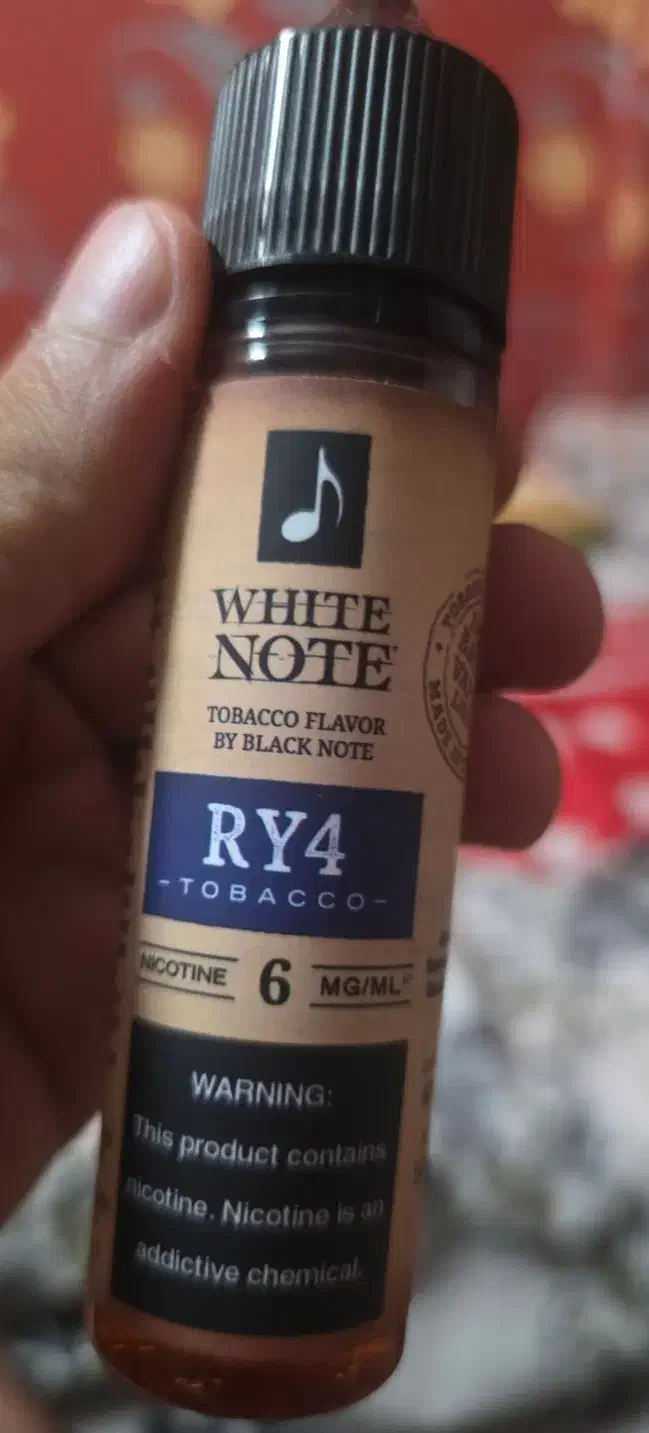 WHITE
NOTE
TOBACCO FLAVOR
BY BLACK NOTE
RY4
-TOBACCO-
NICOTINE 6 MG/ML
WARNING:
This product contains
nicotine. Nicotine is an
addictive chemical.